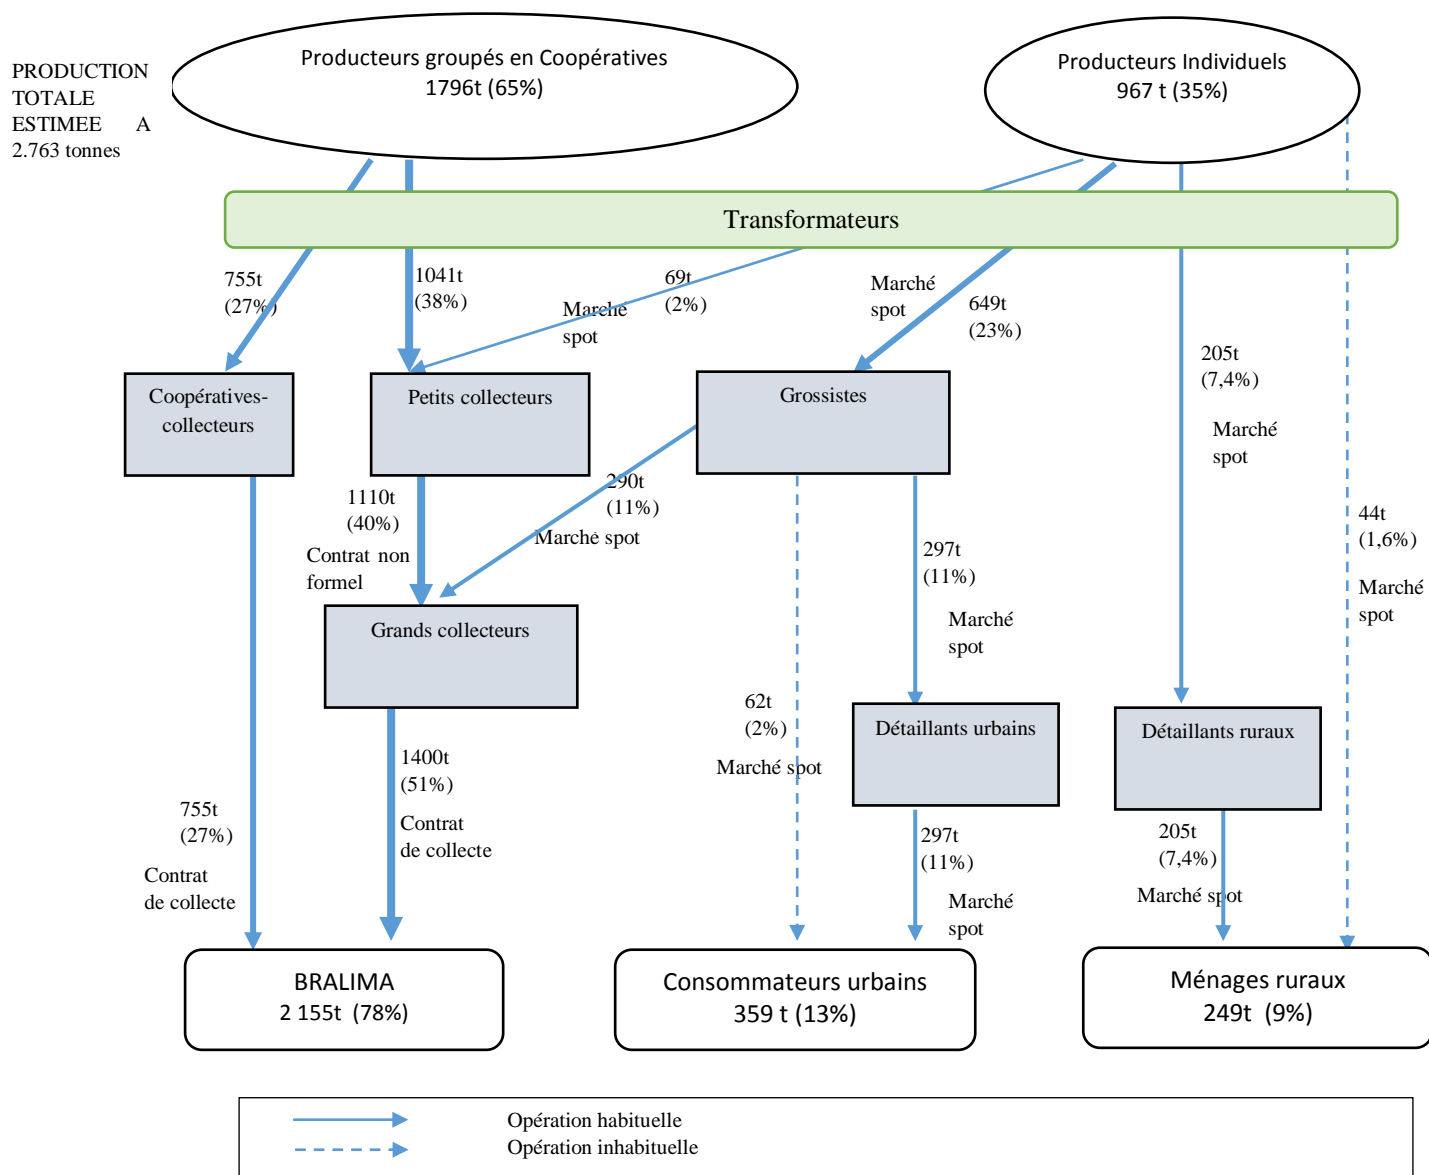 Producteurs groupés en Coopératives
1796t (65%)
Producteurs Individuels
967 t (35%)
PRODUCTION
TOTALE
ESTIMEE A
2.763 tonnes
Transformateurs
755t
(27%)
1041t
(38%)
69t
(2%)
Marché
spot
Marché
spot
649t
(23%)
205t
(7,4%)
Marché
spot
Coopératives-
collecteurs
Petits collecteurs
Grossistes
1110t
(40%)
Contrat non
formel
290t
(11%)
Marché spot
297t
(11%)
Marché
spot
44t
(1,6%)
Marché
spot
Grands collecteurs
62t
(2%)
Marché spot
Détaillants urbains
Détaillants ruraux
1400t
(51%)
Contrat
de collecte
755t
(27%)
Contrat
de collecte
297t
(11%)
Marché
spot
205t
(7,4%)
Marché spot
BRALIMA
2 155t (78%)
Consommateurs urbains
359 t (13%)
Ménages ruraux
249t (9%)
Opération habituelle
Opération inhabituelle